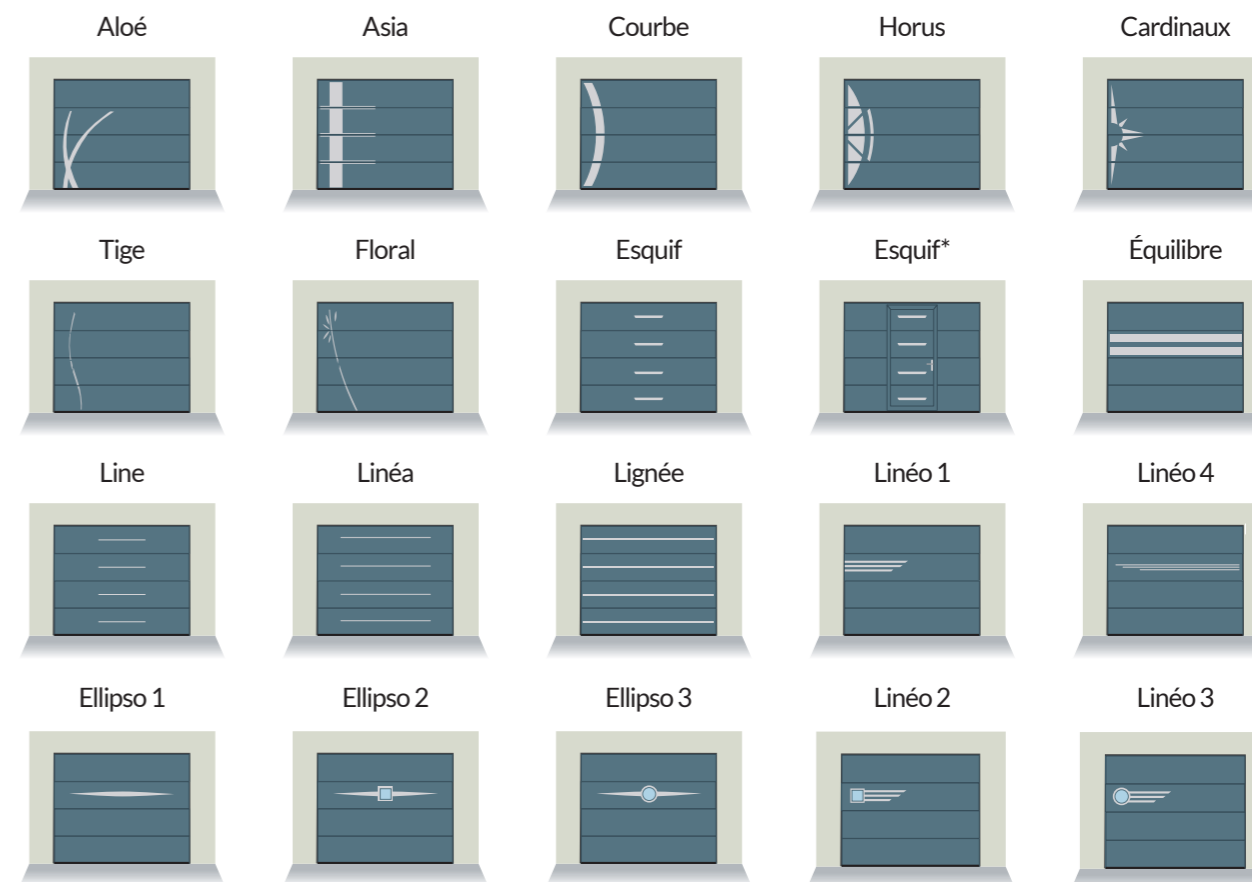 Aloé
Asia
Courbe
Horus
Cardinaux
Tige
Floral
Esquif
Esquif*
Équilibre
Line
Linéa
Lignée
Linéo 1
Linéo 4
Ellipso 1
Ellipso 2
Ellipso 3
Linéo 2
Linéo 3